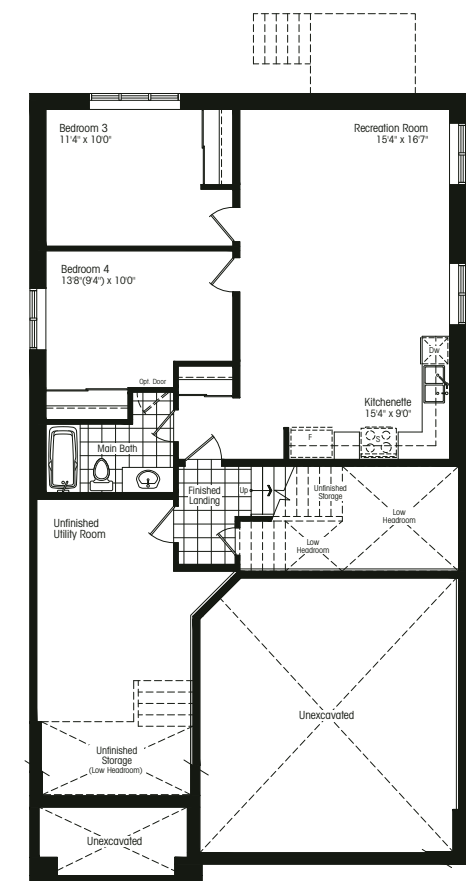 Bedroom 3
11'4" x 10'0"
Recreation Room
15'4" x 16'7"
Bedroom 4
13'8"(9'4") x 10'0"
Dw
Opt. Door
Kitchenette
15'4" x 9'0"
F
S
Main Bath
Finished
Landing
Up
Unfinished
Storage
Low
Headroom
Low
Headroom
Unfinished
Utility Room
Unexcavated
Unfinished
Storage
(Low Headroom)
Unexcavated